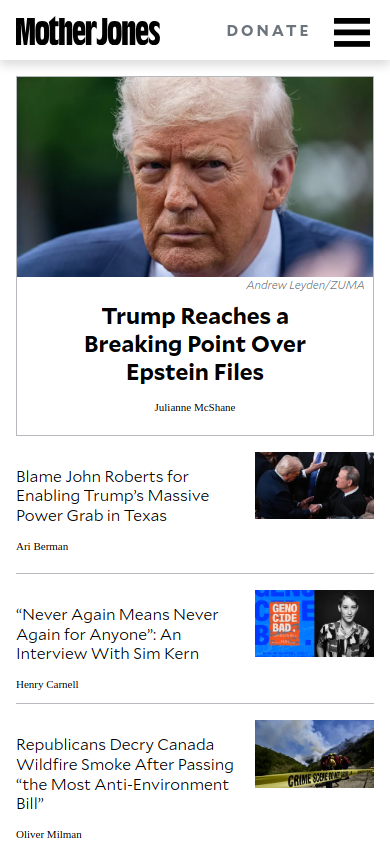 Mother Jones
DONATE
Andrew Leyden/ZUMA
Trump Reaches a
Breaking Point Over
Epstein Files
Julianne McShane
Blame John Roberts for
Enabling Trump’s Massive
Power Grab in Texas
Ari Berman
“Never Again Means Never
Again for Anyone”: An
Interview With Sim Kern
Henry Carnell
GENO
CIDE
BAD.
Republicans Decry Canada
Wildfire Smoke After Passing
“the Most Anti-Environment
Bill”
CRIME SCENE DO NOT
Oliver Milman